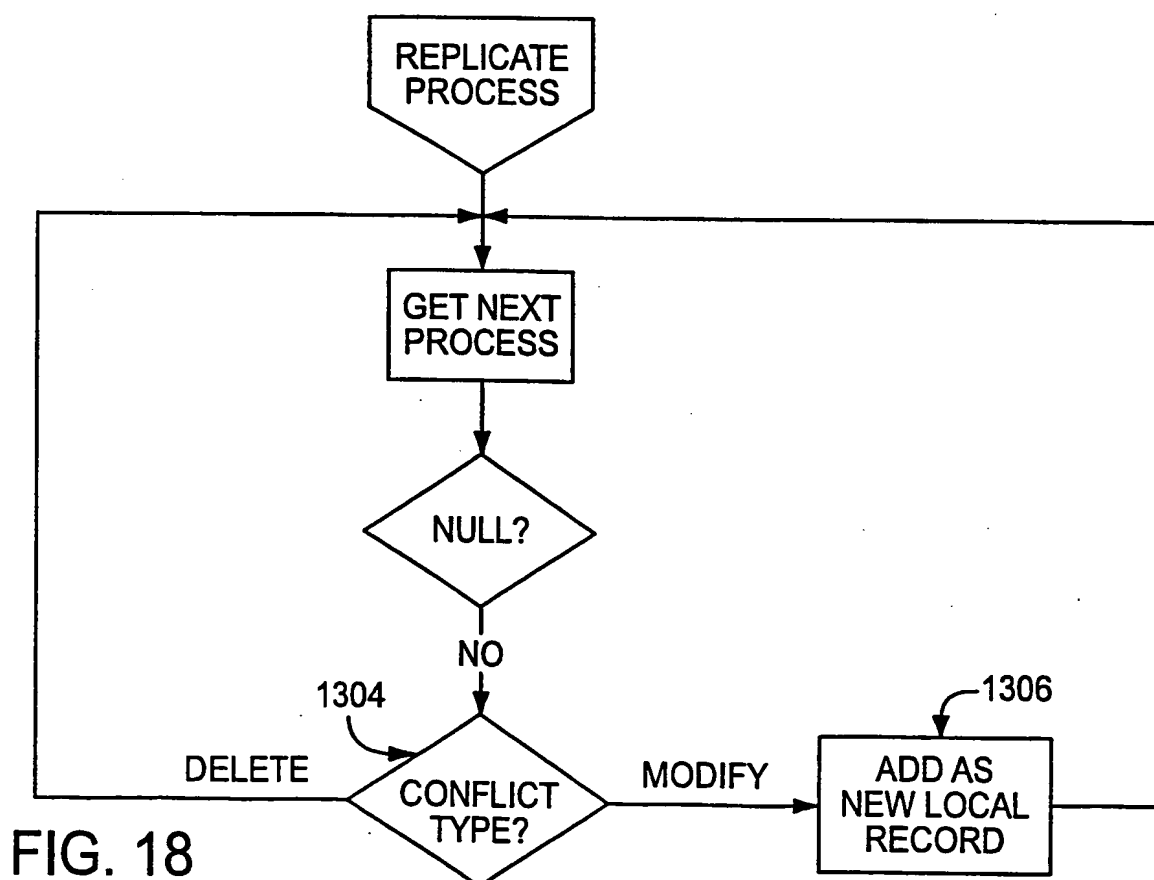 REPLICATE
PROCESS
GET NEXT
PROCESS
NULL?
NO
1304
1306
DELETE
CONFLICT
TYPE?
MODIFY
ADD AS
NEW LOCAL
RECORD
FIG. 18